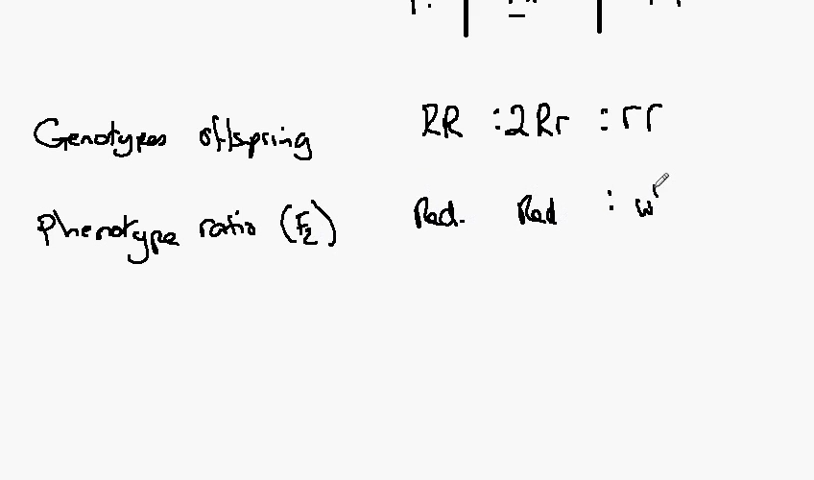 Genotypes offspring RR : 2Rr : rr
Phenotype ratio (F2) Red. Red : w